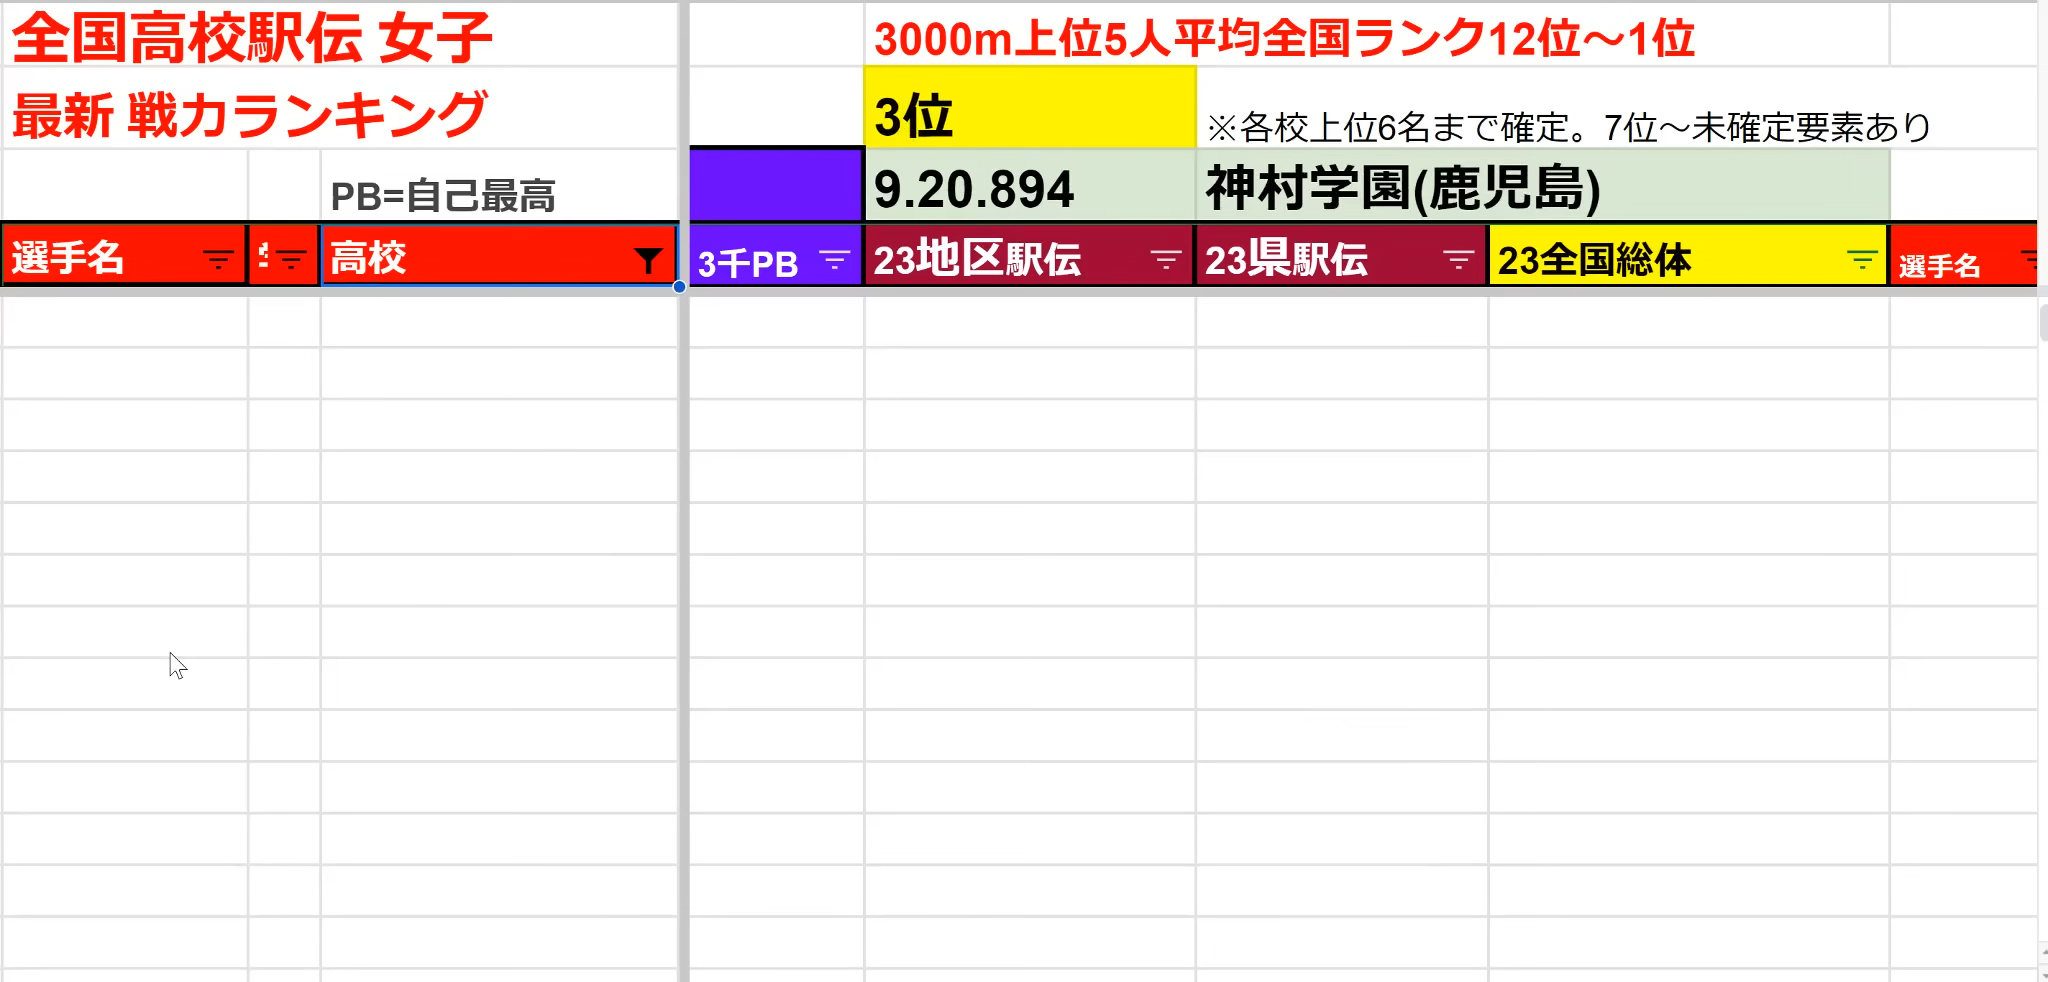 全国高校駅伝 女子
3000m上位5人平均全国ランク12位～1位
最新 戦力ランキング
3位
※各校上位6名まで確定。7位～未確定要素あり
PB=自己最高
9.20.894
神村学園(鹿児島)
選手名
高校
3千PB
23地区駅伝
23県駅伝
23全国総体
選手名